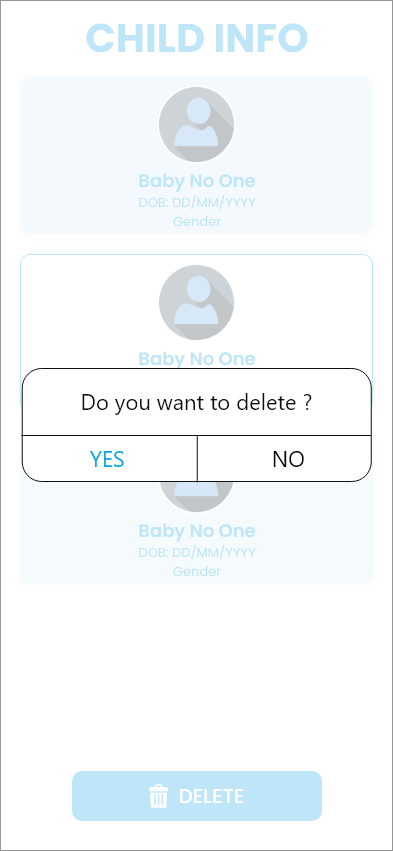 CHILD INFO
Baby No One
DOB: DD/MM/YYYY
Gender
Baby No One
Do you want to delete ?
YES NO
Baby No One
DOB: DD/MM/YYYY
Gender
DELETE